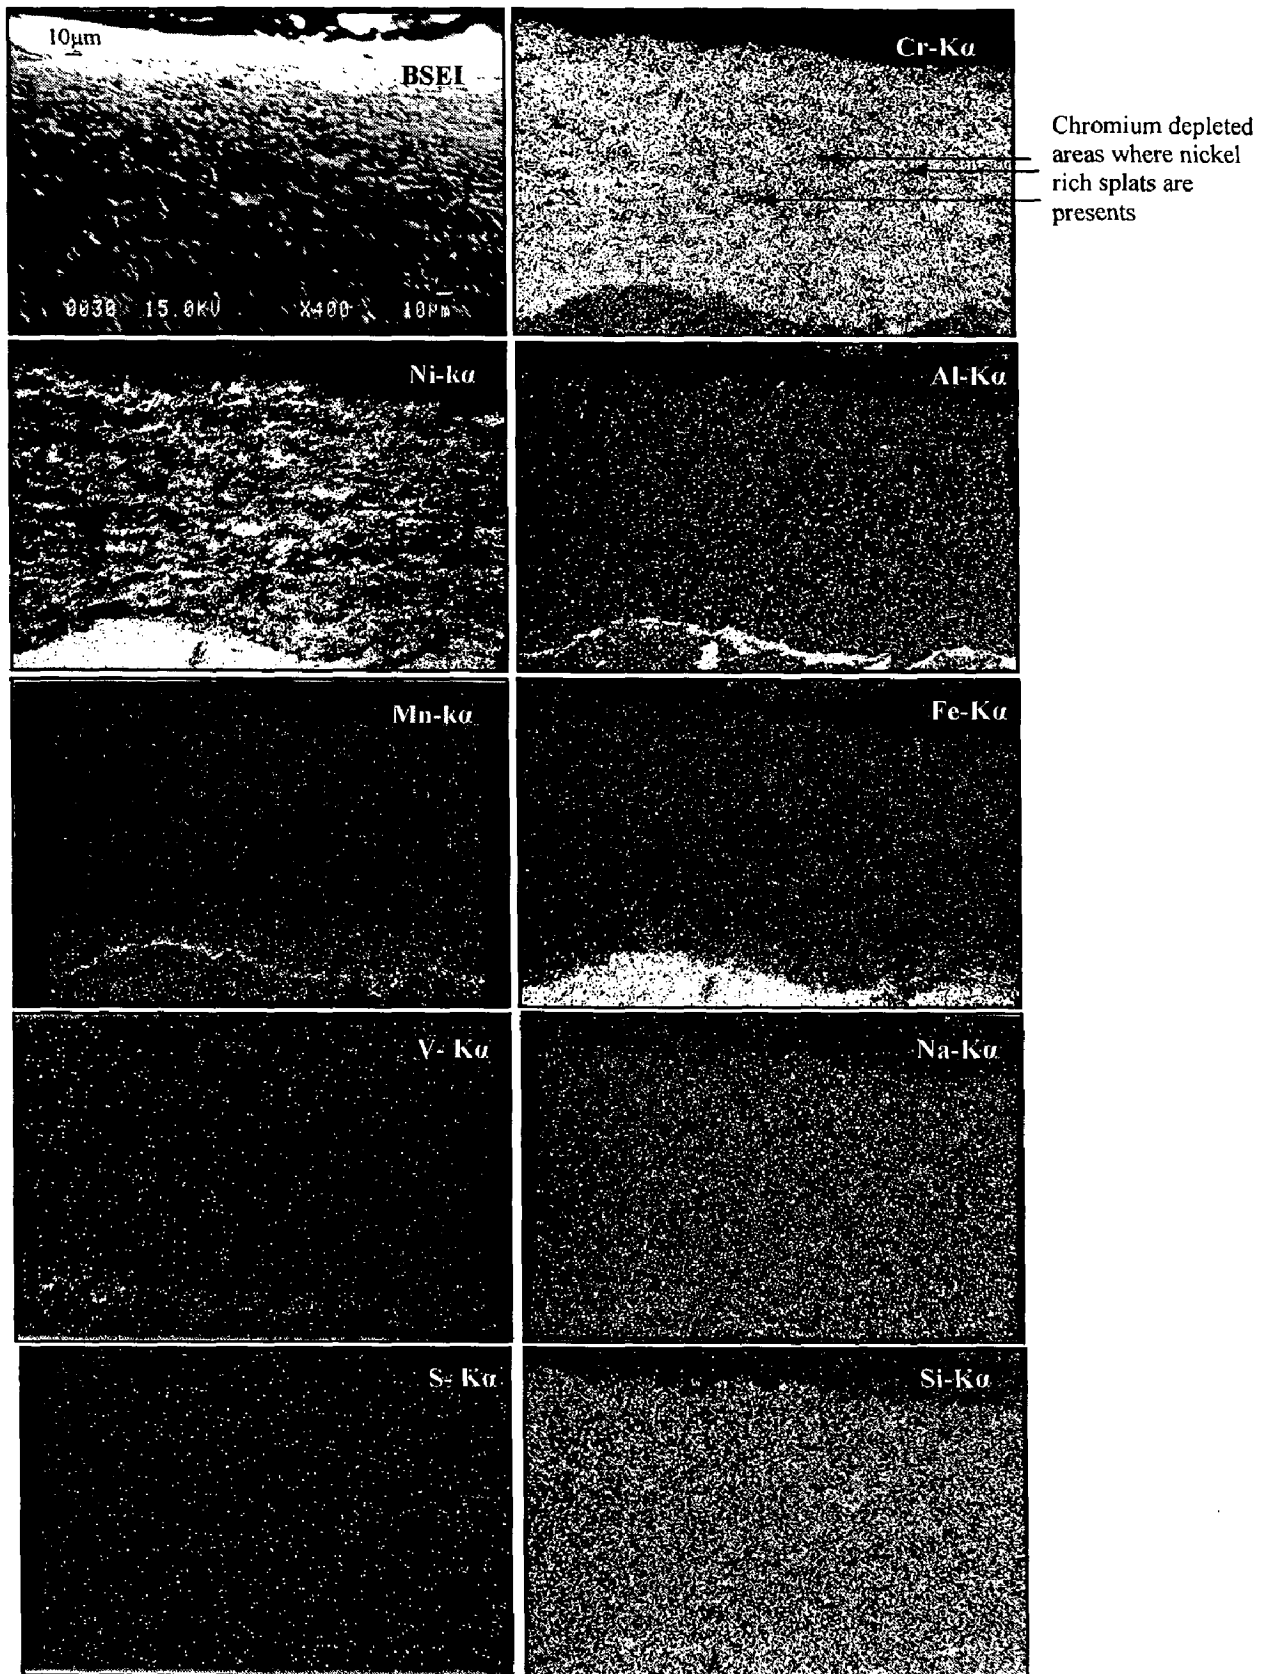 10μm
BSEI
0030 15.0KV X400 10μm
Cr-Kα
Chromium depleted
areas where nickel
rich splats are
presents
Ni-kα
Al-Kα
Mn-kα
Fe-Kα
V- Kα
Na-Kα
S- Kα
Si-Kα